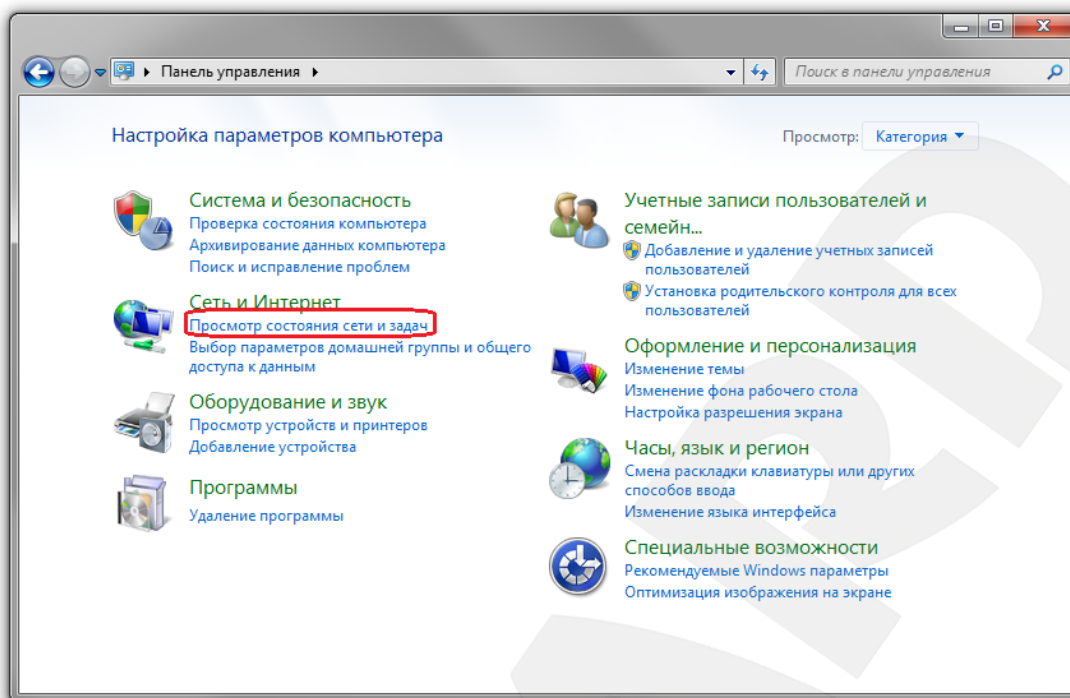 Панель управления
Поиск в панели управления
Настройка параметров компьютера
Просмотр: Категория
Система и безопасность
Проверка состояния компьютера
Архивирование данных компьютера
Поиск и исправление проблем
Сеть и Интернет
Просмотр состояния сети и задач
Выбор параметров домашней группы и общего
доступа к данным
Оборудование и звук
Просмотр устройств и принтеров
Добавление устройства
Программы
Удаление программы
Учетные записи пользователей и
семейн...
Добавление и удаление учетных записей
пользователей
Установка родительского контроля для всех
пользователей
Оформление и персонализация
Изменение темы
Изменение фона рабочего стола
Настройка разрешения экрана
Часы, язык и регион
Смена раскладки клавиатуры или других
способов ввода
Изменение языка интерфейса
Специальные возможности
Рекомендуемые Windows параметры
Оптимизация изображения на экране